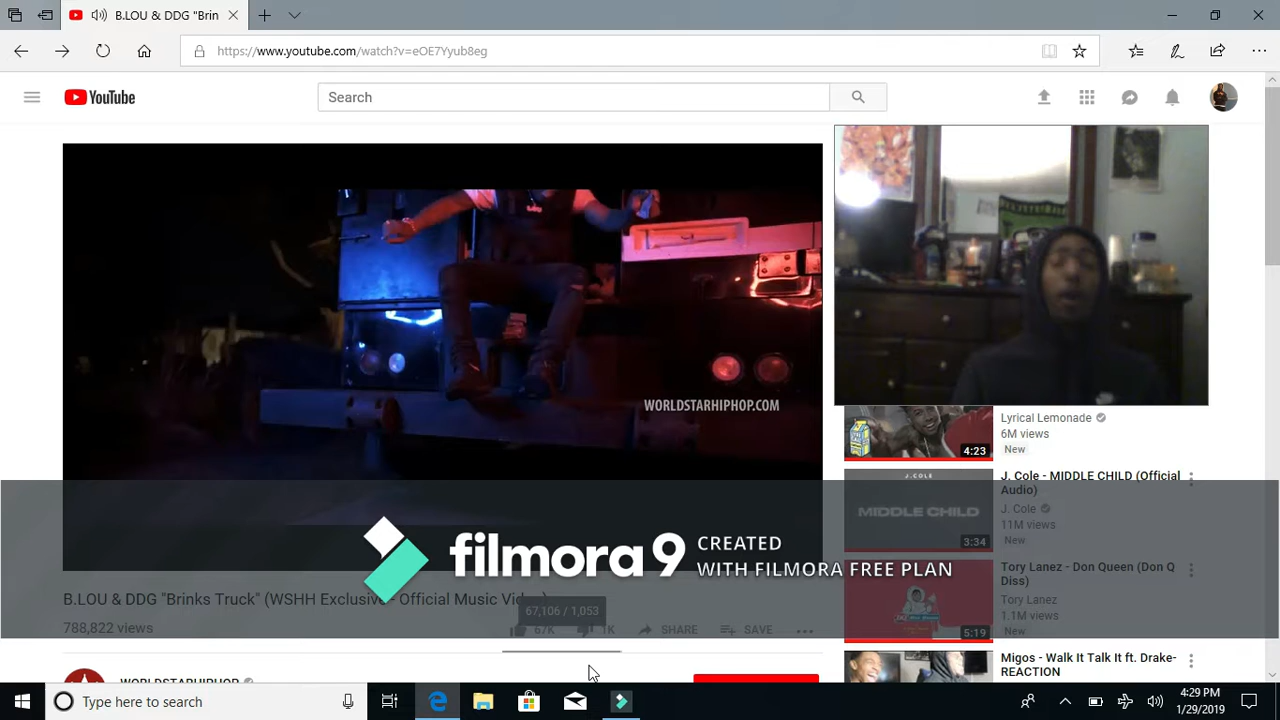 B.LOU & DDG "Brin
https://www.youtube.com/watch?v=eOE7Yyub8eg
YouTube
Search
WORLDSTARHIPHOP.COM
Lyrical Lemonade
6M views
New
4:23
J.COLE
MIDDLE CHILD
3:34
J. Cole - MIDDLE CHILD (Official
Audio)
J. Cole
11M views
New
filmora9 CREATED
WITH FILMORA FREE PLAN
Tory Lanez - Don Queen (Don Q
Diss)
Tory Lanez
1.1M views
New
5:19
B.LOU & DDG "Brinks Truck" (WSHH Exclusive - Official Music Video)
788,822 views
67,106 / 1,053
67K 1K SHARE SAVE
Migos - Walk It Talk It ft. Drake-
REACTION
WORLDSTARHIPHOP
Type here to search
4:29 PM
1/29/2019